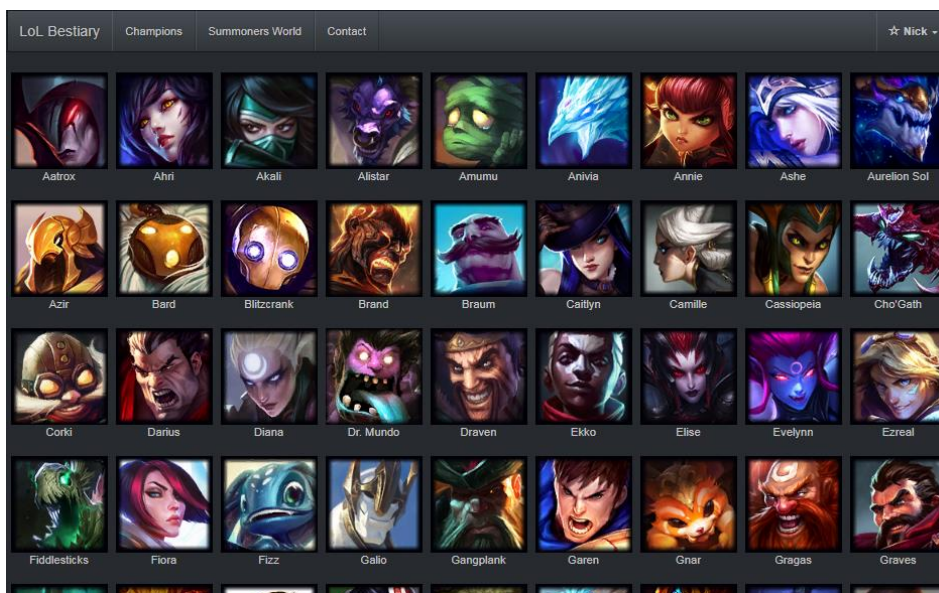 LoL Bestiary Champions Summoners World Contact ☆ Nick
Aatrox Ahri Akali Alistar Amumu Anivia Annie Ashe Aurelion Sol
Azir Bard Blitzcrank Brand Braum Caitlyn Camille Cassiopeia Cho'Gath
Corki Darius Diana Dr. Mundo Draven Ekko Elise Evelynn Ezreal
Fiddlesticks Fiora Fizz Galio Gangplank Garen Gnar Gragas Graves